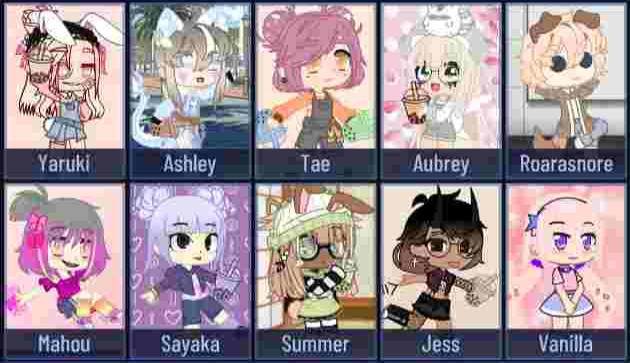 Yaruki
Ashley
Tae
Aubrey
Roarasnore
Mahou
Sayaka
Summer
Jess
Vanilla